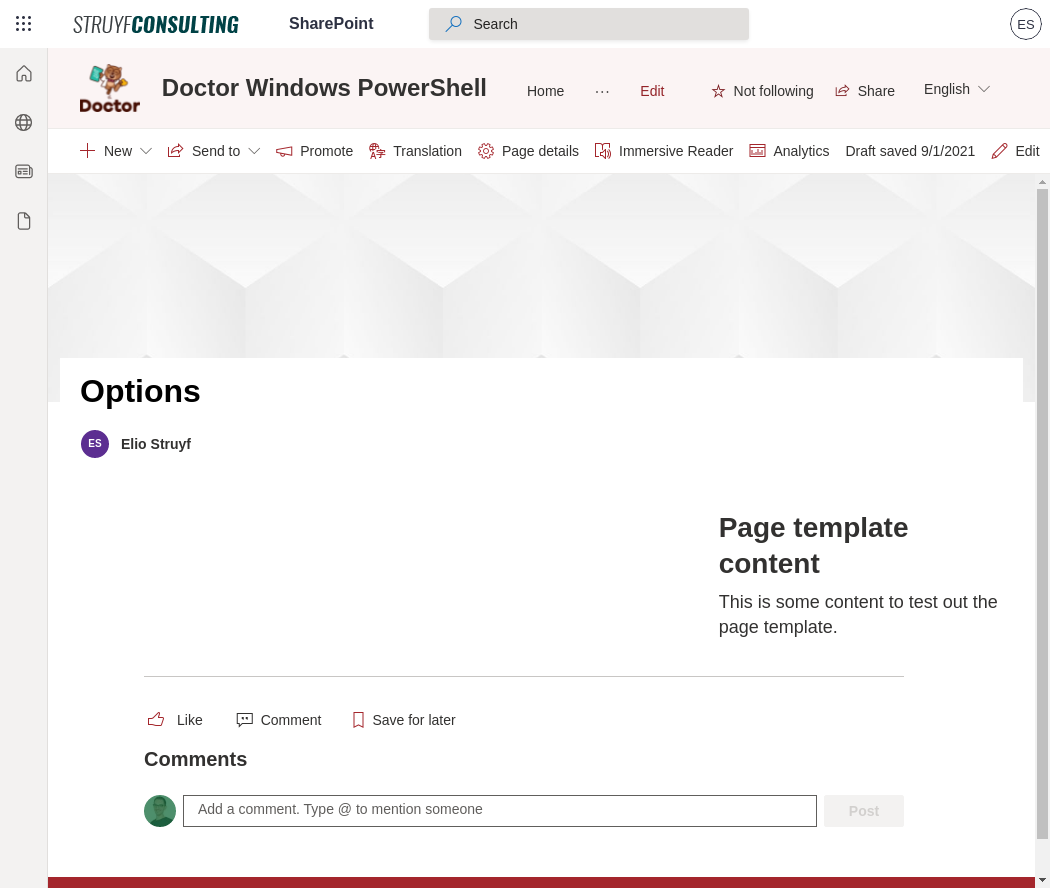 STRUYFCONSULTING SharePoint Search ES
Doctor
Doctor Windows PowerShell Home ... Edit Not following Share English
New Send to Promote Translation Page details Immersive Reader Analytics Draft saved 9/1/2021 Edit
Options
ES Elio Struyf
Page template
content
This is some content to test out the
page template.
Like Comment Save for later
Comments
Add a comment. Type @ to mention someone Post